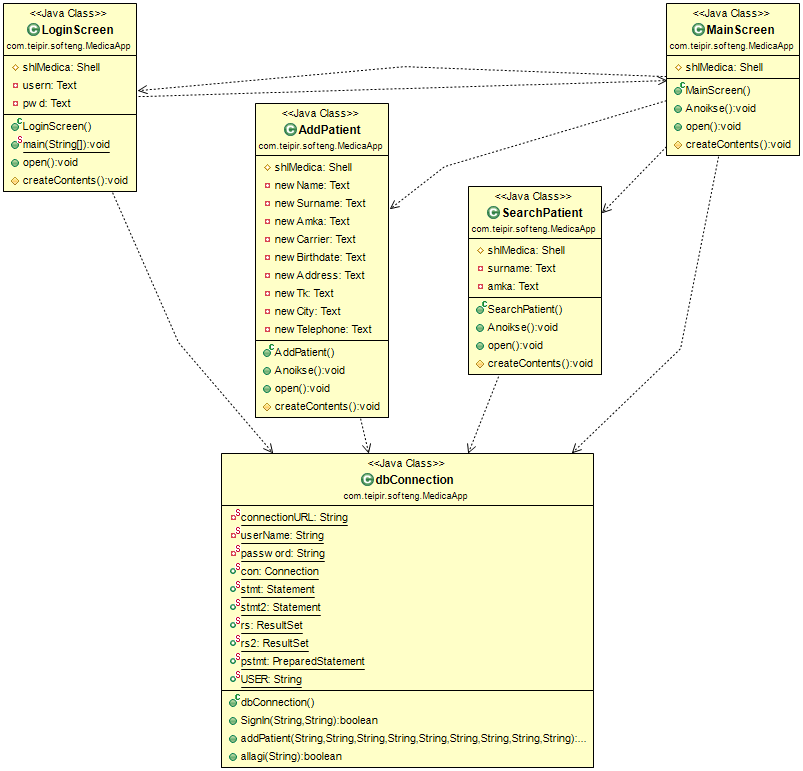 <<Java Class>>
LoginScreen
com.teipir.softeng.MedicaApp
shlMedica: Shell
usern: Text
pwd: Text
LoginScreen()
main(String[]):void
open():void
createContents():void
<<Java Class>>
MainScreen
com.teipir.softeng.MedicaApp
shlMedica: Shell
MainScreen()
Anoikse():void
open():void
createContents():void
<<Java Class>>
AddPatient
com.teipir.softeng.MedicaApp
shlMedica: Shell
newName: Text
newSurname: Text
newAmka: Text
newCarrier: Text
newBirthdate: Text
newAddress: Text
newTk: Text
newCity: Text
newTelephone: Text
AddPatient()
Anoikse():void
open():void
createContents():void
<<Java Class>>
SearchPatient
com.teipir.softeng.MedicaApp
shlMedica: Shell
surname: Text
amka: Text
SearchPatient()
Anoikse():void
open():void
createContents():void
<<Java Class>>
dbConnection
com.teipir.softeng.MedicaApp
connectionURL: String
userName: String
password: String
con: Connection
stmt: Statement
stmt2: Statement
rs: ResultSet
rs2: ResultSet
pstmt: PreparedStatement
USER: String
dbConnection()
SignIn(String,String):boolean
addPatient(String,String,String,String,String,String,String,String,String):...
allagi(String):boolean